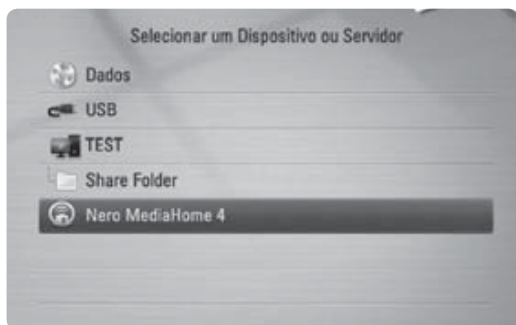 Selecionar um Dispositivo ou Servidor
Dados
USB
TEST
Share Folder
Nero MediaHome 4